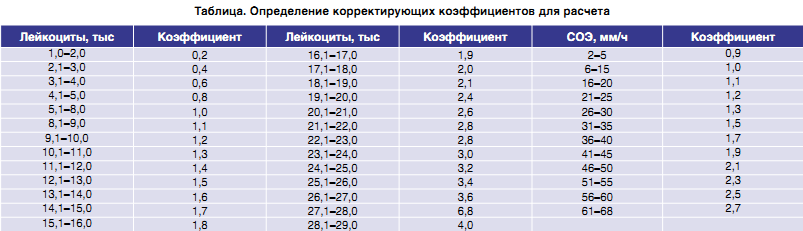 Таблица. Определение корректирующих коэффициентов для расчета
Лейкоциты, тыс Коэффициент Лейкоциты, тыс Коэффициент СОЭ, мм/ч Коэффициент
1,0–2,0 0,2 16,1–17,0 1,9 2–5 0,9
2,1–3,0 0,4 17,1–18,0 2,0 6–15 1,0
3,1–4,0 0,6 18,1–19,0 2,1 16–20 1,1
4,1–5,0 0,8 19,1–20,0 2,4 21–25 1,2
5,1–8,0 1,0 20,1–21,0 2,6 26–30 1,3
8,1–9,0 1,1 21,1–22,0 2,8 31–35 1,5
9,1–10,0 1,2 22,1–23,0 2,8 36–40 1,7
10,1–11,0 1,3 23,1–24,0 3,0 41–45 1,9
11,1–12,0 1,4 24,1–25,0 3,2 46–50 2,1
12,1–13,0 1,5 25,1–26,0 3,4 51–55 2,3
13,1–14,0 1,6 26,1–27,0 3,6 56–60 2,5
14,1–15,0 1,7 27,1–28,0 6,8 61–68 2,7
15,1–16,0 1,8 28,1–29,0 4,0